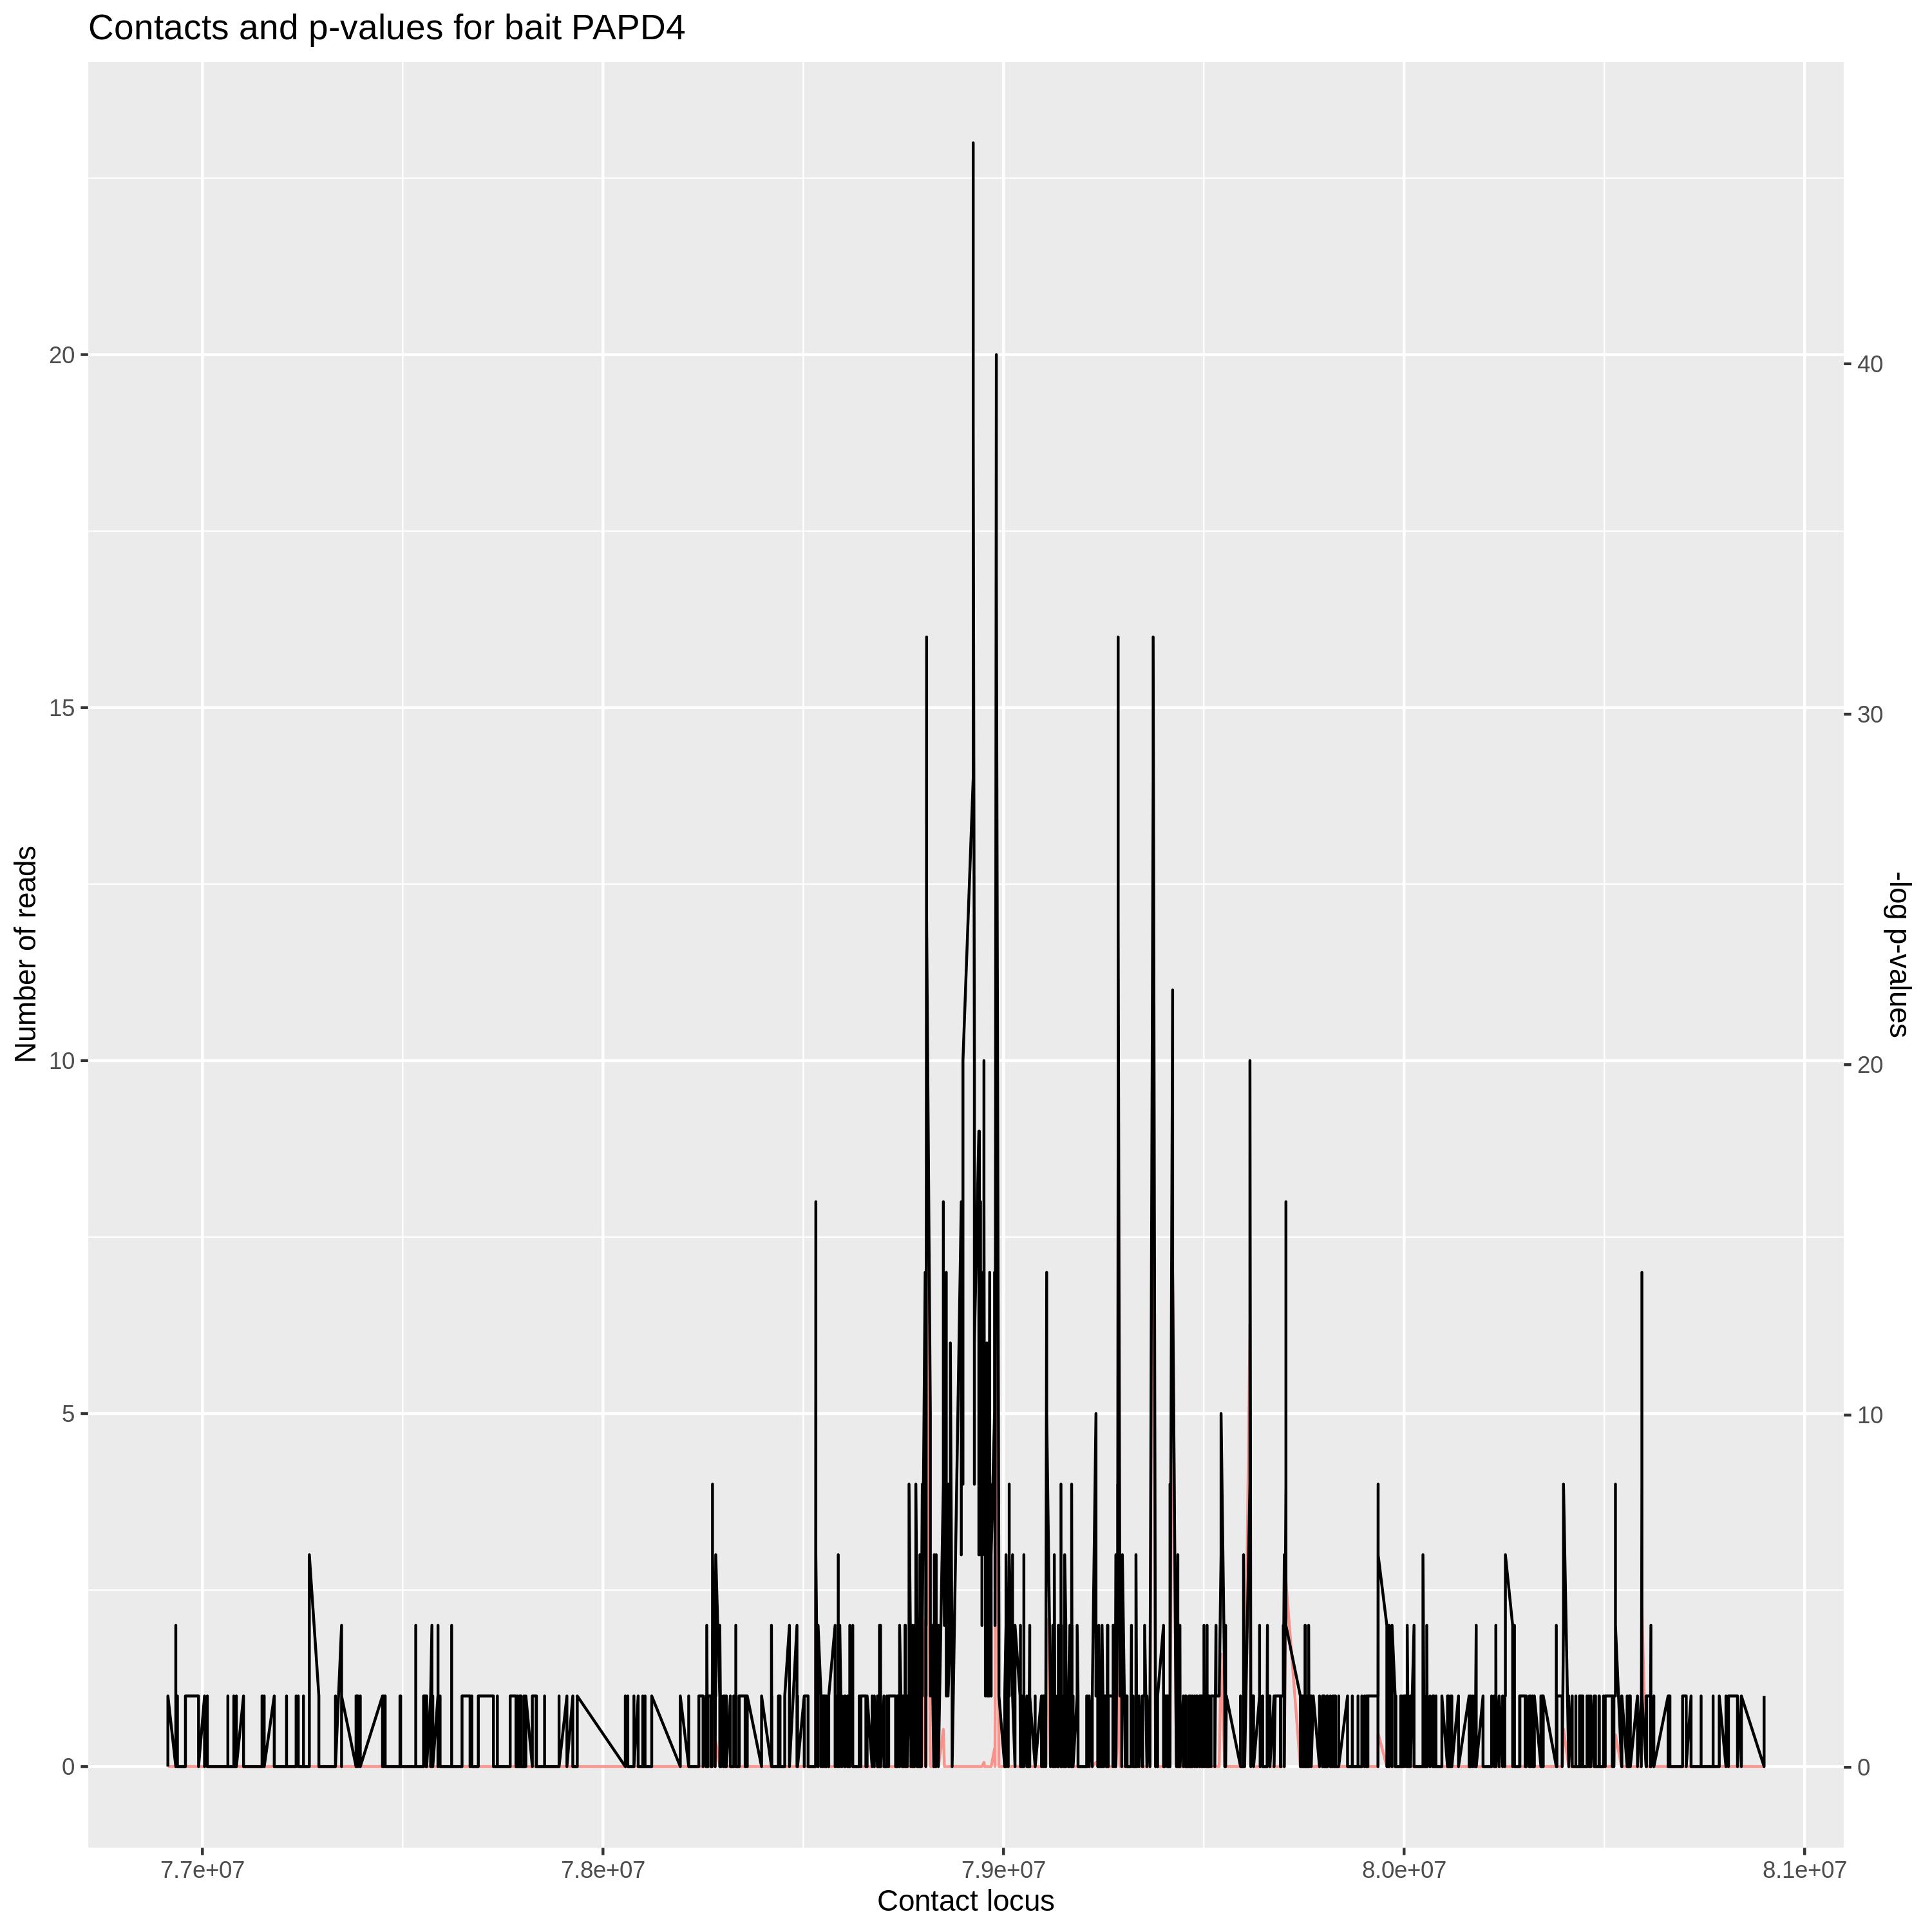 Contacts and p-values for bait PAPD4
Number of reads
20
15
10
5
0
40
30
20
10
0
-log p-values
7.7e+07 7.8e+07 7.9e+07 8.0e+07 8.1e+07
Contact locus